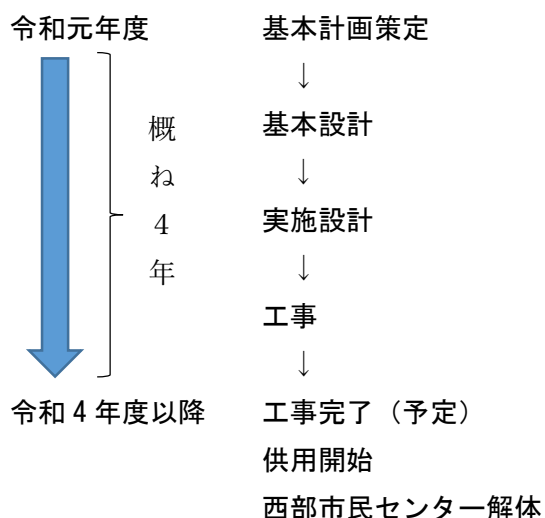 令和元年度 基本計画策定
↓
概ね4年
基本設計
↓
実施設計
↓
工事
↓
令和４年度以降 工事完了（予定）
供用開始
西部市民センター解体